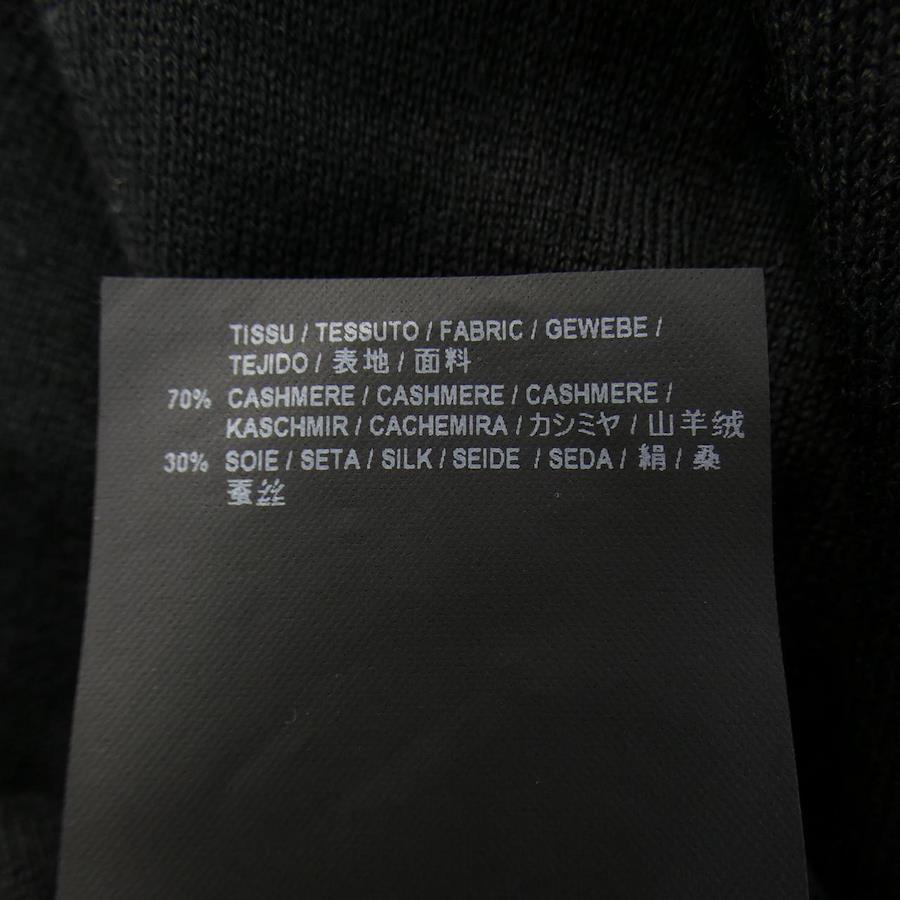 TISSU / TESSUTO / FABRIC / GEWEBE /
TEJIDO / 表地 / 面料
70% CASHMERE / CASHMERE / CASHMERE /
KASCHMIR / CACHEMIRA / カシミヤ / 山羊绒
30% SOIE / SETA / SILK / SEIDE / SEDA / 絹 / 桑
蚕丝